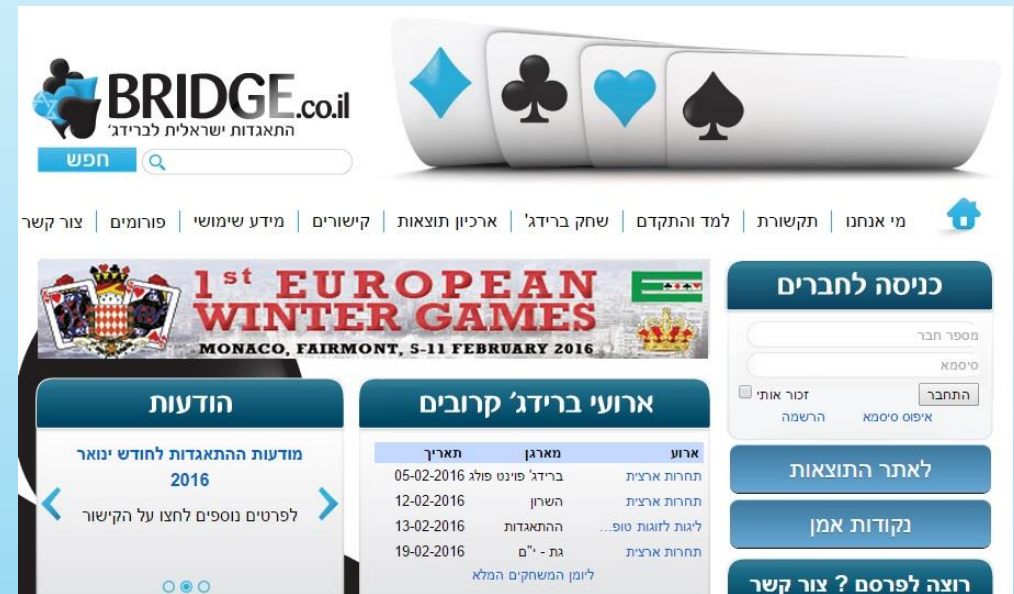 BRIDGE.co.il
התאגדות ישראלית לברידג'
חפש
מי אנחנו | תקשורת | למד והתקדם | שחק ברידג' | ארכיון תוצאות | קישורים | מידע שימושי | פורומים | צור קשר
1st EUROPEAN
WINTER GAMES
MONACO, FAIRMONT, 5-11 FEBRUARY 2016
כניסה לחברים
מספר חבר
סיסמא
התחבר זכור אותי
איפוס סיסמא הרשמה
לאתר התוצאות
נקודות אמן
רוצה לפרסם ? צור קשר
ארועי ברידג' קרובים
ארוע מארגן תאריך
תחרות ארצית ברידג' פוינט פולג 05-02-2016
תחרות ארצית השרון 12-02-2016
ליגות לזוגות טופ... ההתאגדות 13-02-2016
תחרות ארצית גת - י"ם 19-02-2016
ליומן המשחקים המלא
הודעות
מודעות ההתאגדות לחודש ינואר
2016
לפרטים נוספים לחצו על הקישור